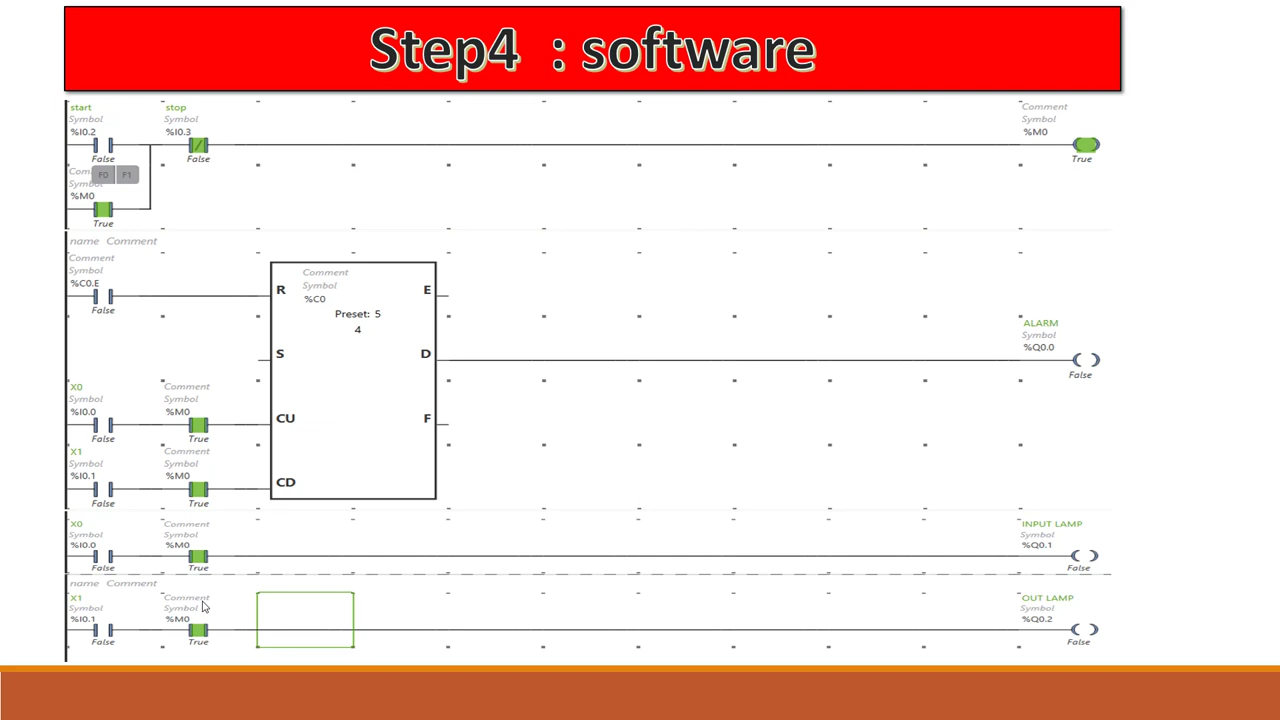 Step4 : software
start stop Comment
Symbol Symbol Symbol
%I0.2 %I0.3 %M0
False False True
Com F0 F1
Symbol
%M0
True
name Comment
Comment
Symbol
%C0.E
False
Comment
Symbol
%C0
Preset: 5
4
R E
S D
CU F
CD
ALARM
Symbol
%Q0.0
False
X0 Comment
Symbol Symbol
%I0.0 %M0
False True
X1 Comment
Symbol Symbol
%I0.1 %M0
False True
X0 Comment INPUT LAMP
Symbol Symbol Symbol
%I0.0 %M0 %Q0.1
False True False
name Comment
X1 Comment OUT LAMP
Symbol Symbol Symbol
%I0.1 %M0 %Q0.2
False True False